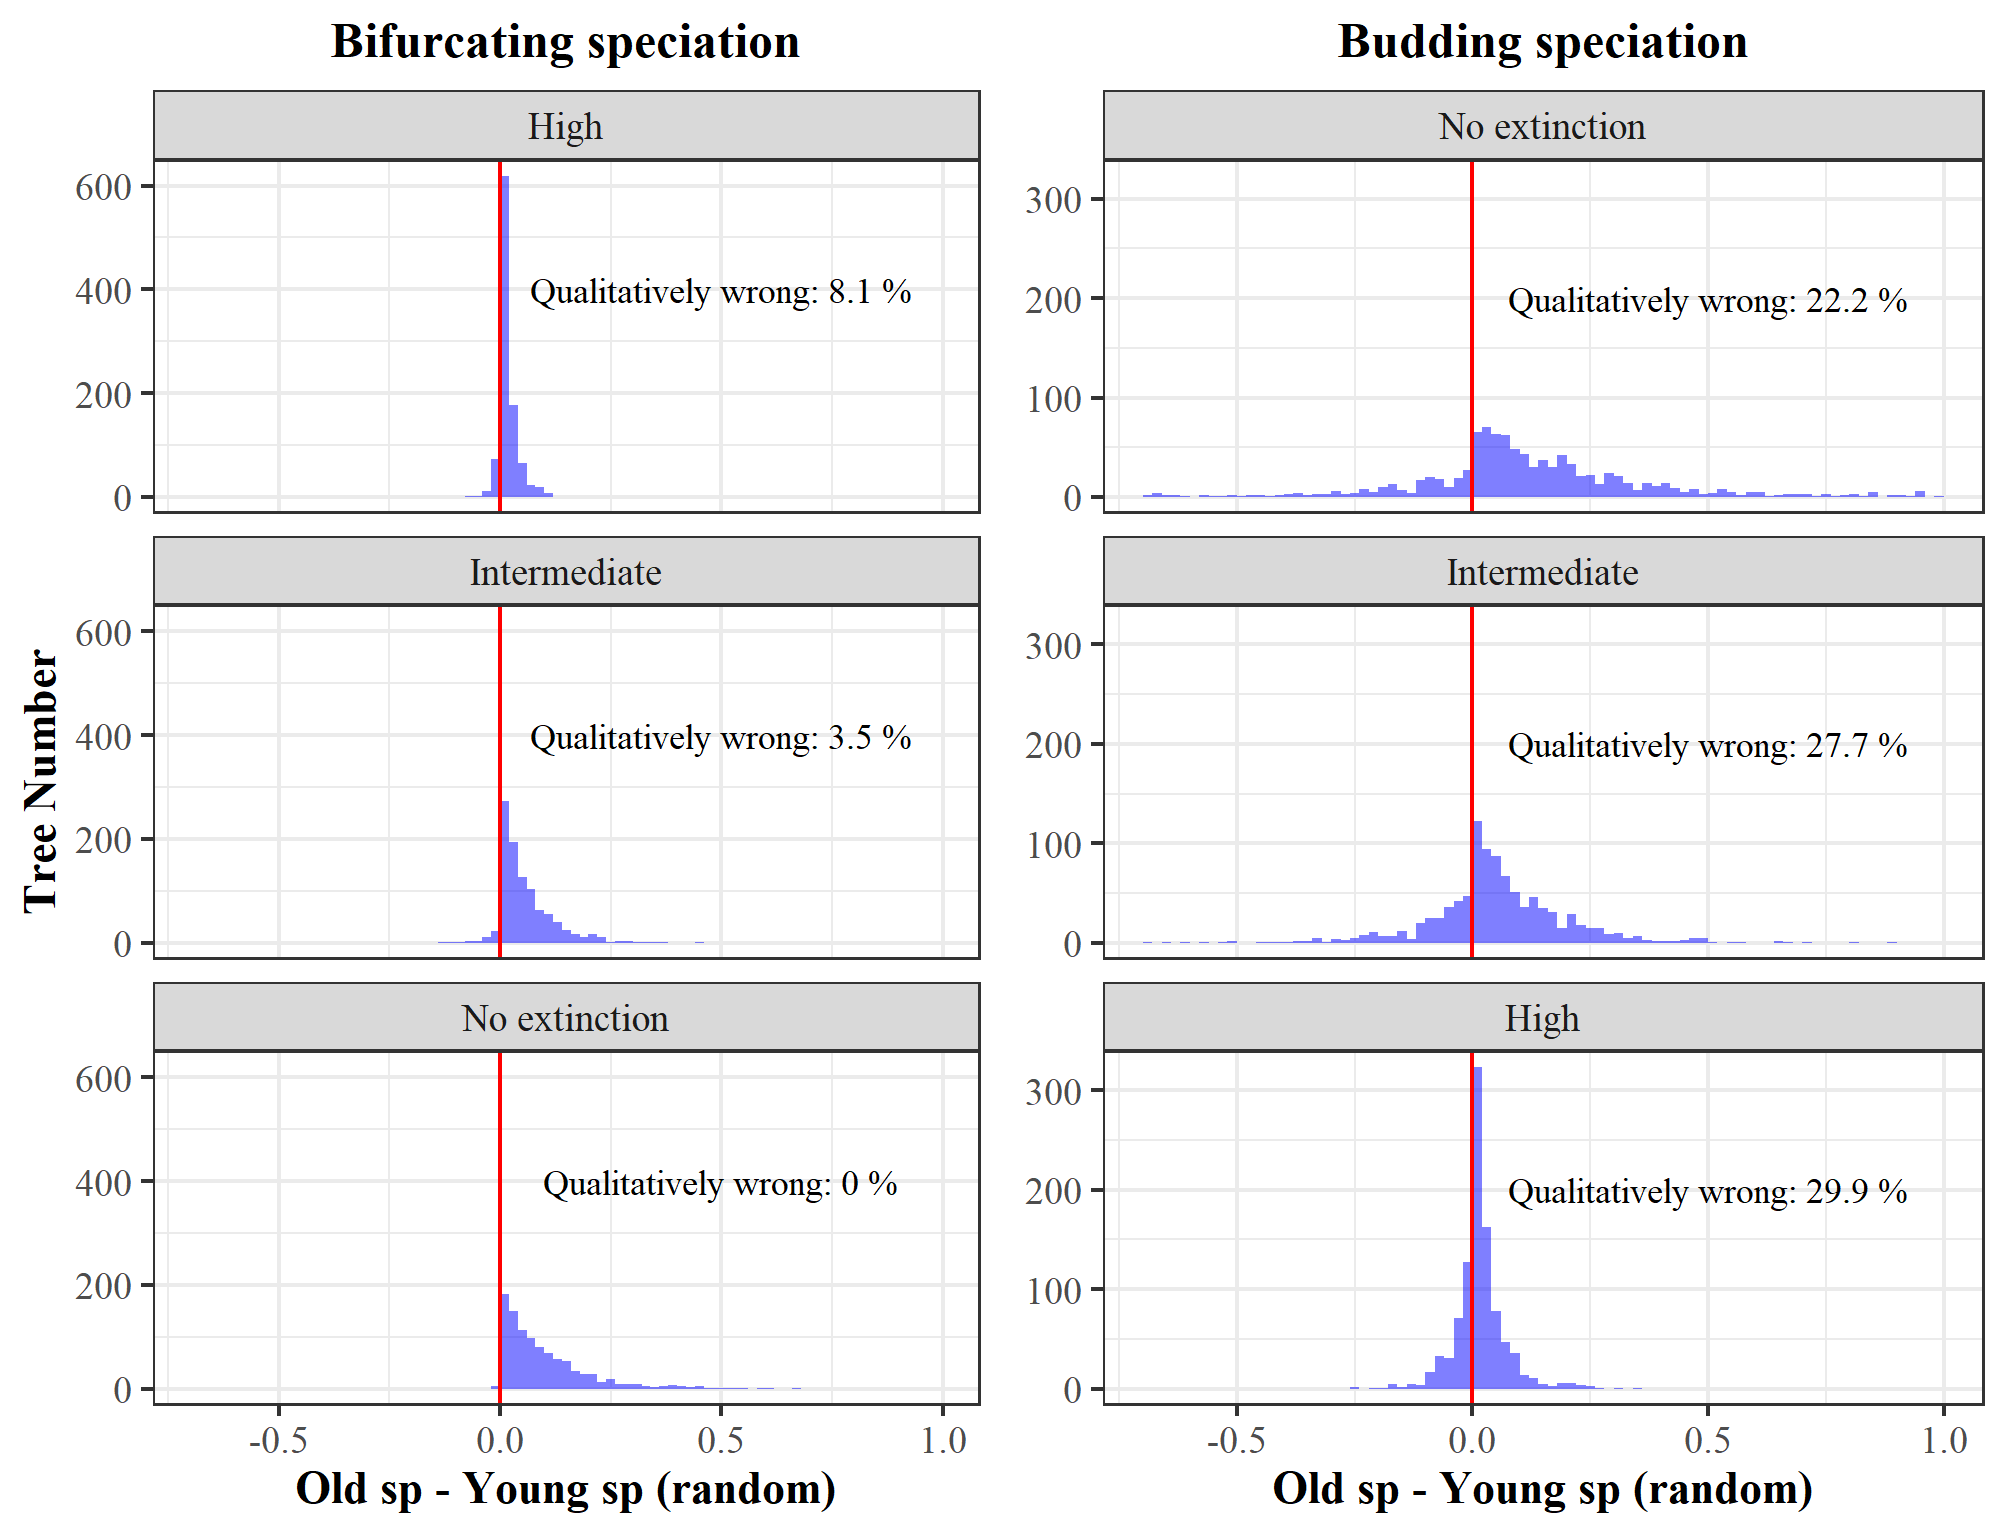 Bifurcating speciation
High
600
400
200
0
Qualitatively wrong: 8.1 %
Intermediate
600
400
200
0
Qualitatively wrong: 3.5 %
No extinction
600
400
200
0
Qualitatively wrong: 0 %
-0.5 0.0 0.5 1.0
Old sp - Young sp (random)
Tree Number
Budding speciation
No extinction
300
200
100
0
Qualitatively wrong: 22.2 %
Intermediate
300
200
100
0
Qualitatively wrong: 27.7 %
High
300
200
100
0
Qualitatively wrong: 29.9 %
-0.5 0.0 0.5 1.0
Old sp - Young sp (random)